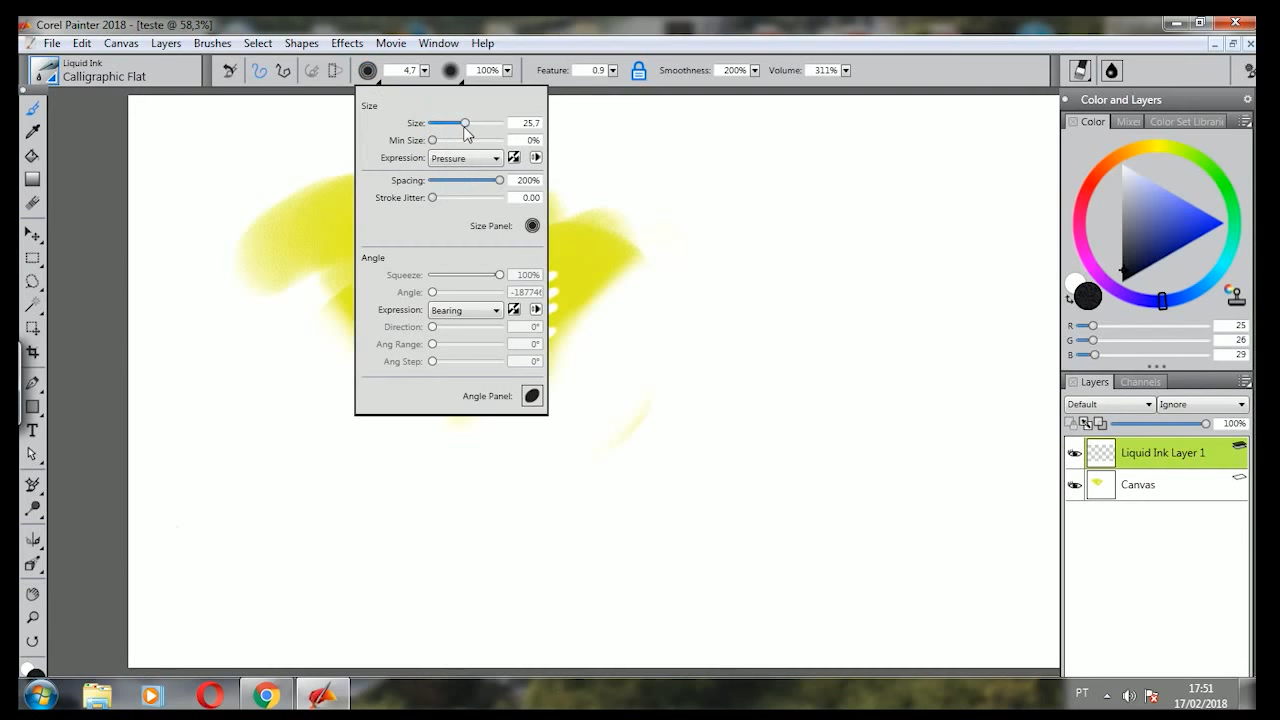 Corel Painter 2018 - [teste @ 58,3%]
File Edit Canvas Layers Brushes Select Shapes Effects Movie Window Help
Liquid Ink
Calligraphic Flat
4,7 100% Feature: 0.9 Smoothness: 200% Volume: 311%
Size
Size: 25,7
Min Size: 0%
Expression: Pressure
Spacing: 200%
Stroke Jitter: 0.00
Size Panel:
Angle
Squeeze: 100%
Angle: -187746
Expression: Bearing
Direction: 0°
Ang Range: 0°
Ang Step: 0°
Angle Panel:
Color and Layers
Color Mixer Color Set Librari
R 25
G 26
B 29
Layers Channels
Default Ignore
100%
Liquid Ink Layer 1
Canvas
PT 17:51
17/02/2018